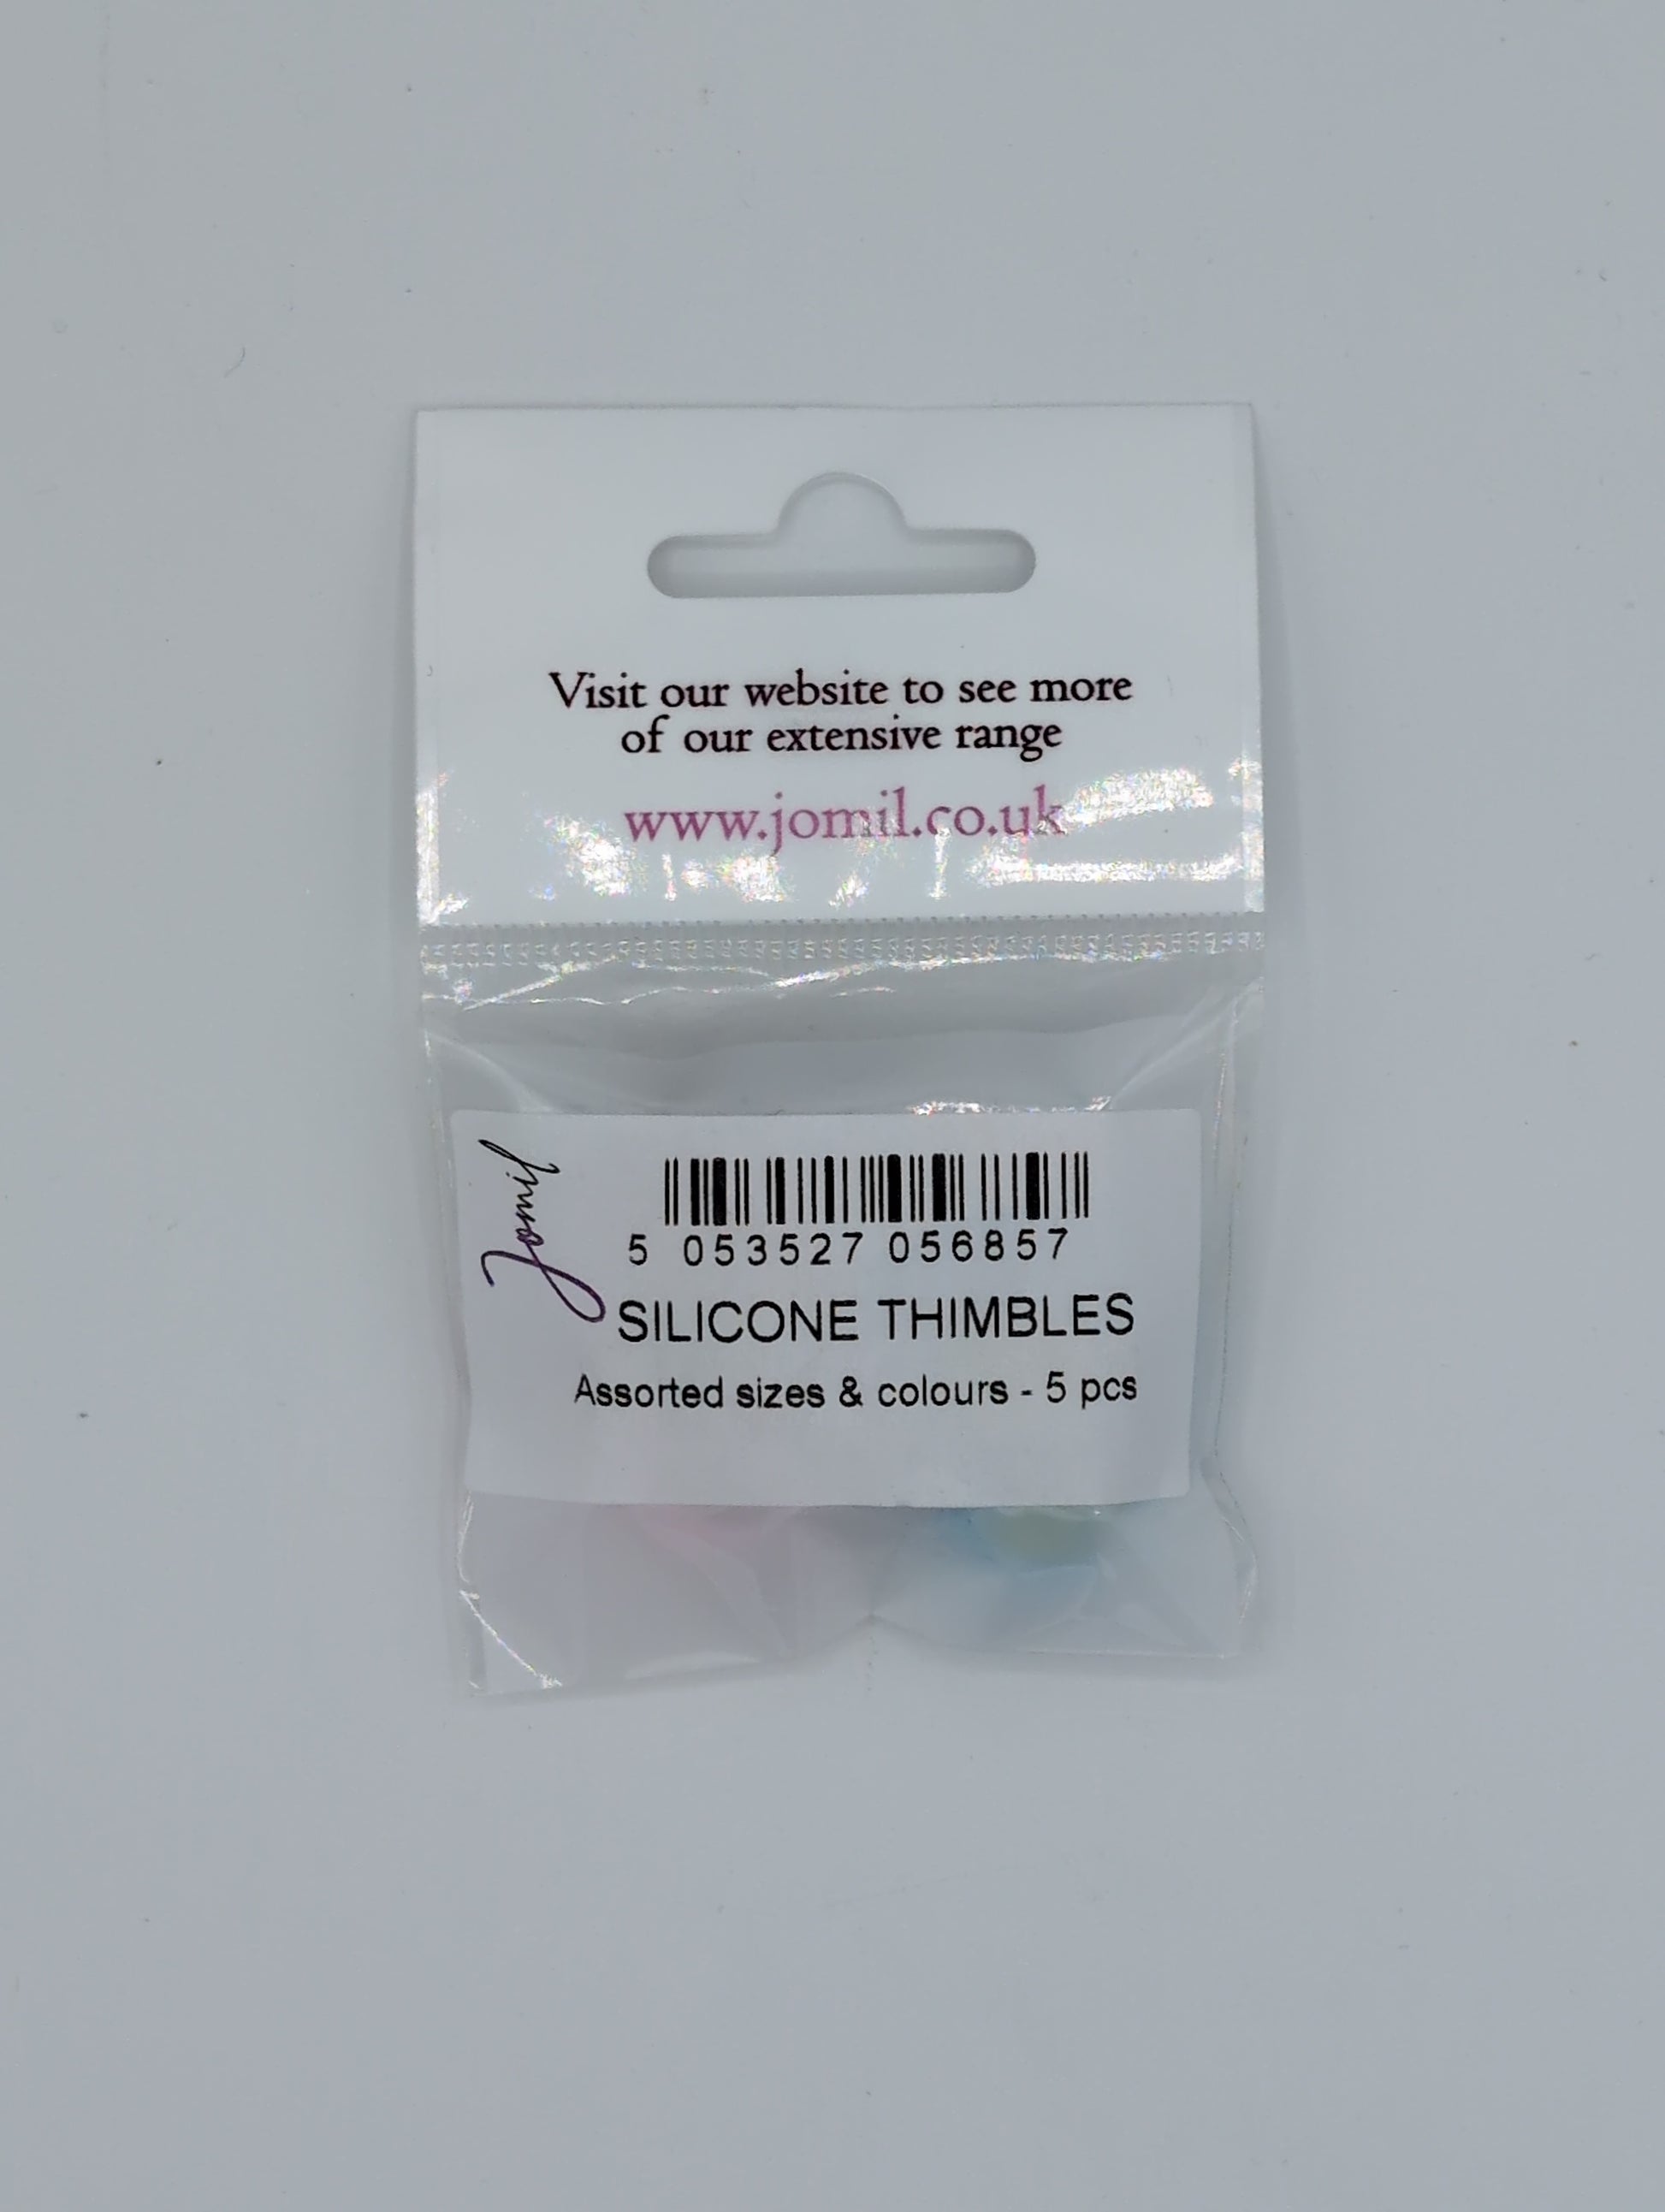 Visit our website to see more
of our extensive range
www.jomil.co.uk
Jomil
5 053527 056857
SILICONE THIMBLES
Assorted sizes & colours - 5 pcs